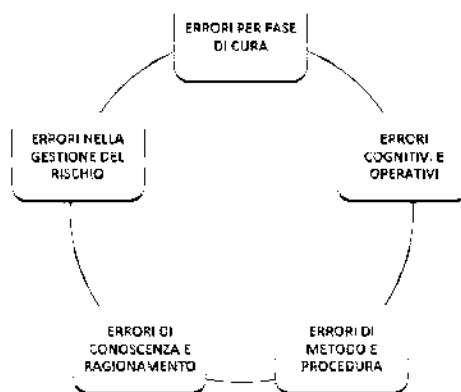 ERRORI PER FASE
DI CURA
ERRORI
COGNITIVI E
OPERATIVI
ERRORI DI
METODO E
PROCEDURA
ERRORI DI
CONOSCENZA E
RAGIONAMENTO
ERRORI NELLA
GESTIONE DEL
RISCHIO